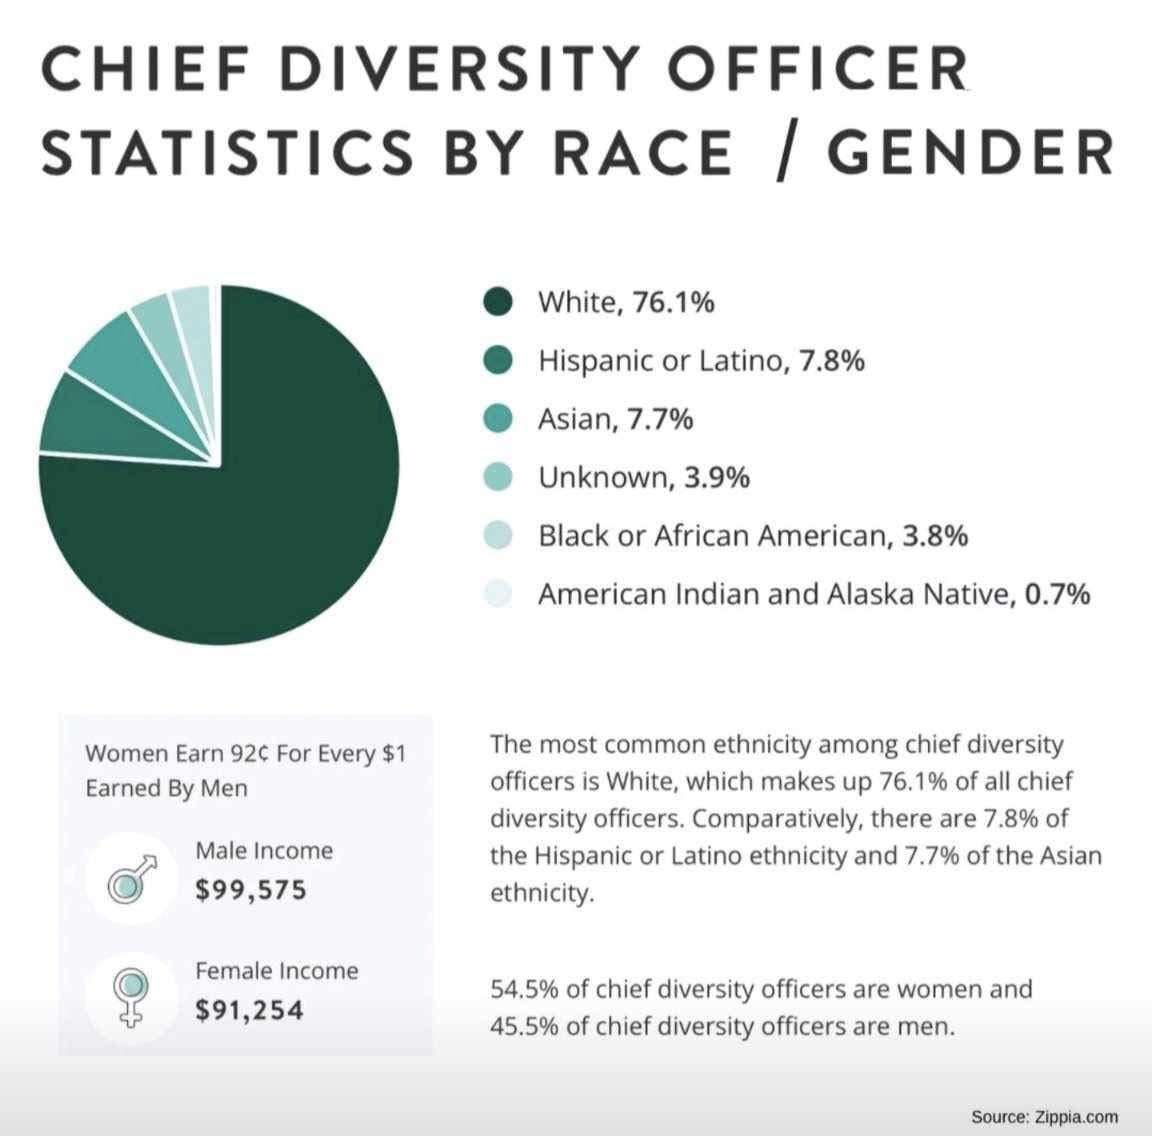 CHIEF DIVERSITY OFFICER
STATISTICS BY RACE / GENDER
White, 76.1%
Hispanic or Latino, 7.8%
Asian, 7.7%
Unknown, 3.9%
Black or African American, 3.8%
American Indian and Alaska Native, 0.7%
Women Earn 92¢ For Every $1
Earned By Men
Male Income
$99,575
Female Income
$91,254
The most common ethnicity among chief diversity
officers is White, which makes up 76.1% of all chief
diversity officers. Comparatively, there are 7.8% of
the Hispanic or Latino ethnicity and 7.7% of the Asian
ethnicity.
54.5% of chief diversity officers are women and
45.5% of chief diversity officers are men.
Source: Zippia.com